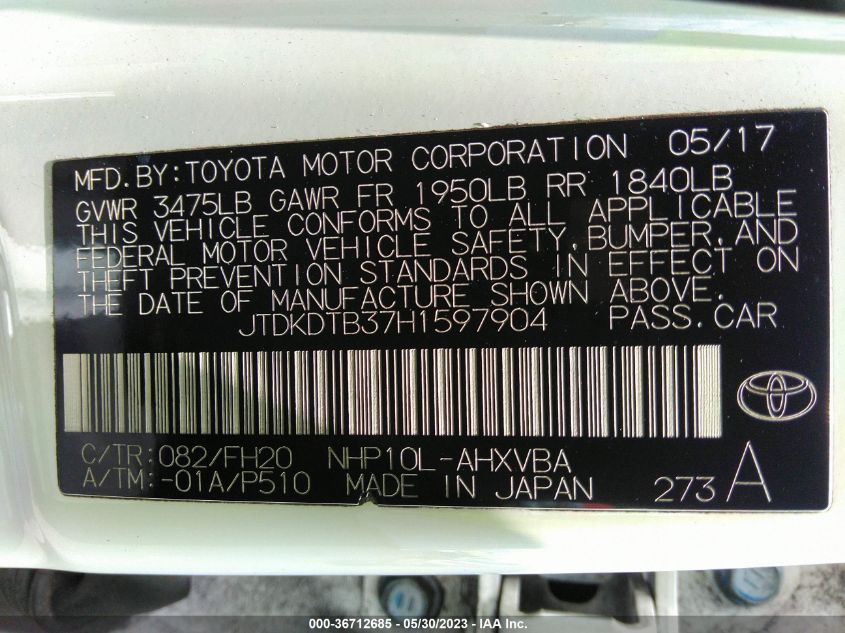 MFD.BY:TOYOTA MOTOR CORPORATION 05/17
GVWR 3475LB GAWR FR 1950LB RR 1840LB
THIS VEHICLE CONFORMS TO ALL APPLICABLE
FEDERAL MOTOR VEHICLE SAFETY,BUMPER,AND
THEFT PREVENTION STANDARDS IN EFFECT ON
THE DATE OF MANUFACTURE SHOWN ABOVE.
JTDKDTB37H1597904 PASS.CAR
C/TR:082/FH20 NHP10L-AHXVBA
A/TM:-01A/P510 MADE IN JAPAN 273 A
000-36712685 - 05/30/2023 - IAA Inc.